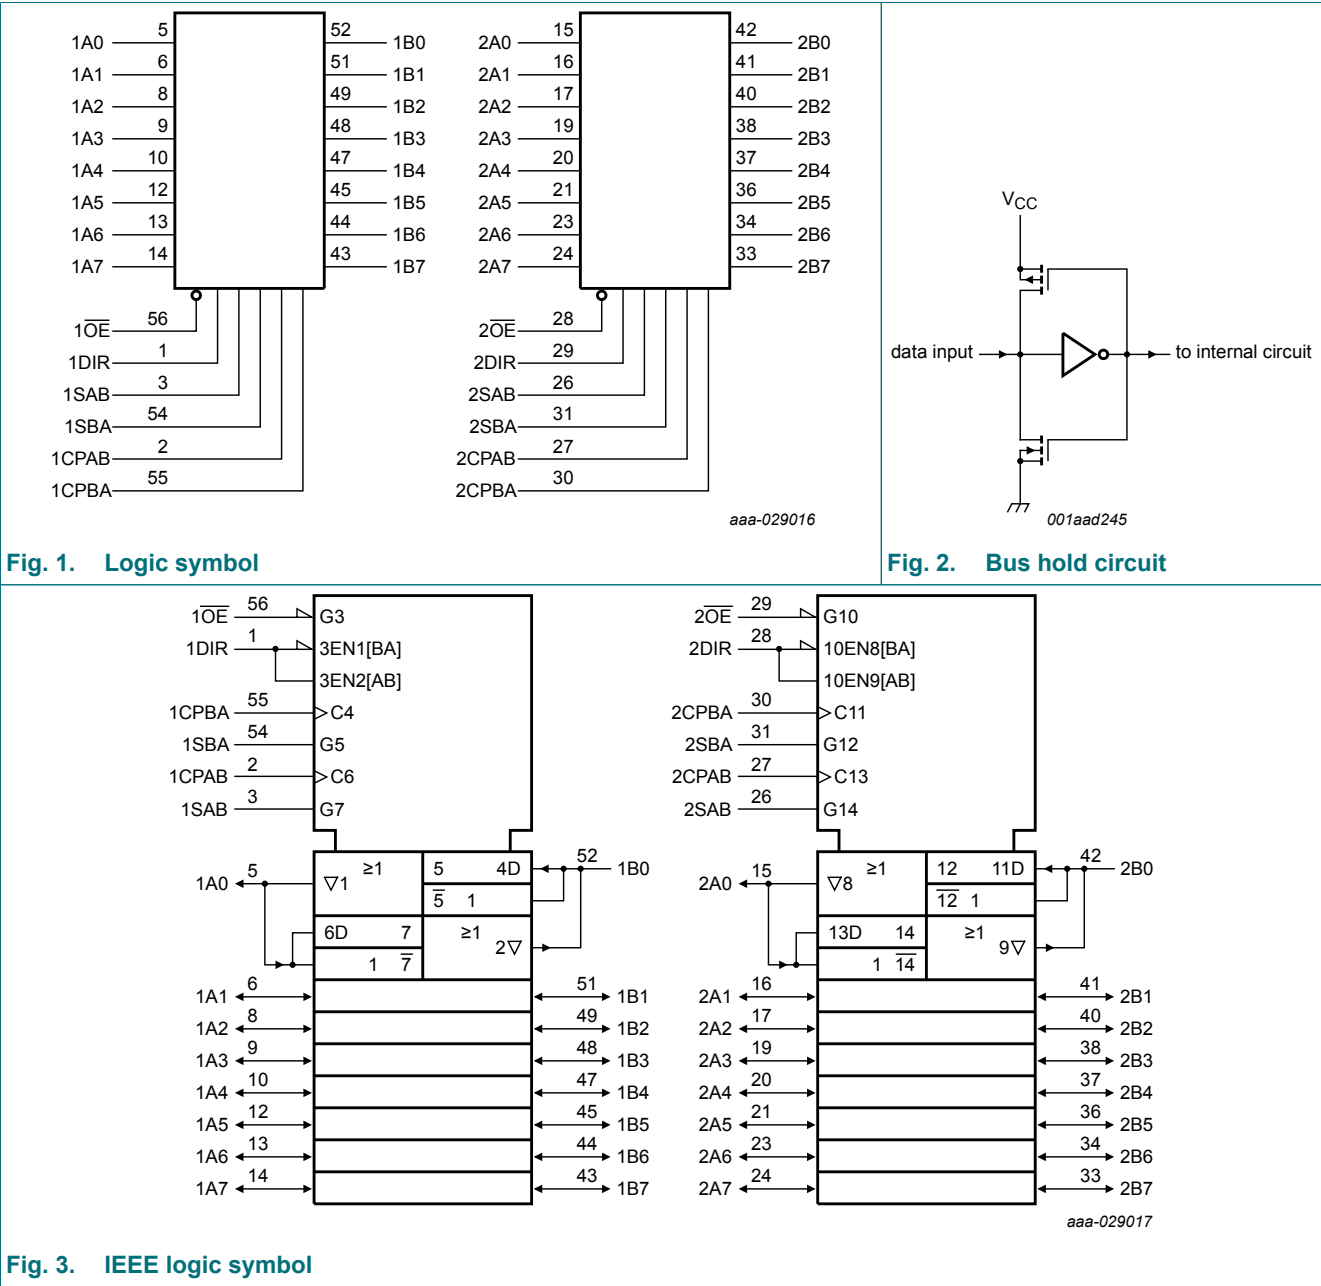 1A0 5 52 1B0
1A1 6 51 1B1
1A2 8 49 1B2
1A3 9 48 1B3
1A4 10 47 1B4
1A5 12 45 1B5
1A6 13 44 1B6
1A7 14 43 1B7
1O̅E̅ 56
1DIR 1
1SAB 3
1SBA 54
1CPAB 2
1CPBA 55
2A0 15 42 2B0
2A1 16 41 2B1
2A2 17 40 2B2
2A3 19 38 2B3
2A4 20 37 2B4
2A5 21 36 2B5
2A6 23 34 2B6
2A7 24 33 2B7
2O̅E̅ 28
2DIR 29
2SAB 26
2SBA 31
2CPAB 27
2CPBA 30
aaa-029016
Fig. 1. Logic symbol
VCC
data input
to internal circuit
001aad245
Fig. 2. Bus hold circuit
1O̅E̅ 56 G3
1DIR 1 3EN1[BA]
3EN2[AB]
1CPBA 55 C4
1SBA 54 G5
1CPAB 2 C6
1SAB 3 G7
1A0 5 ▽1 ≥1 5 4D 52 1B0
5̅ 1
6D 7 ≥1 2▽
1 7̅
1A1 6 51 1B1
1A2 8 49 1B2
1A3 9 48 1B3
1A4 10 47 1B4
1A5 12 45 1B5
1A6 13 44 1B6
1A7 14 43 1B7
2O̅E̅ 29 G10
2DIR 28 10EN8[BA]
10EN9[AB]
2CPBA 30 C11
2SBA 31 G12
2CPAB 27 C13
2SAB 26 G14
2A0 15 ▽8 ≥1 12 11D 42 2B0
1̅2̅ 1
13D 14 ≥1 9▽
1 1̅4̅
2A1 16 41 2B1
2A2 17 40 2B2
2A3 19 38 2B3
2A4 20 37 2B4
2A5 21 36 2B5
2A6 23 34 2B6
2A7 24 33 2B7
aaa-029017
Fig. 3. IEEE logic symbol